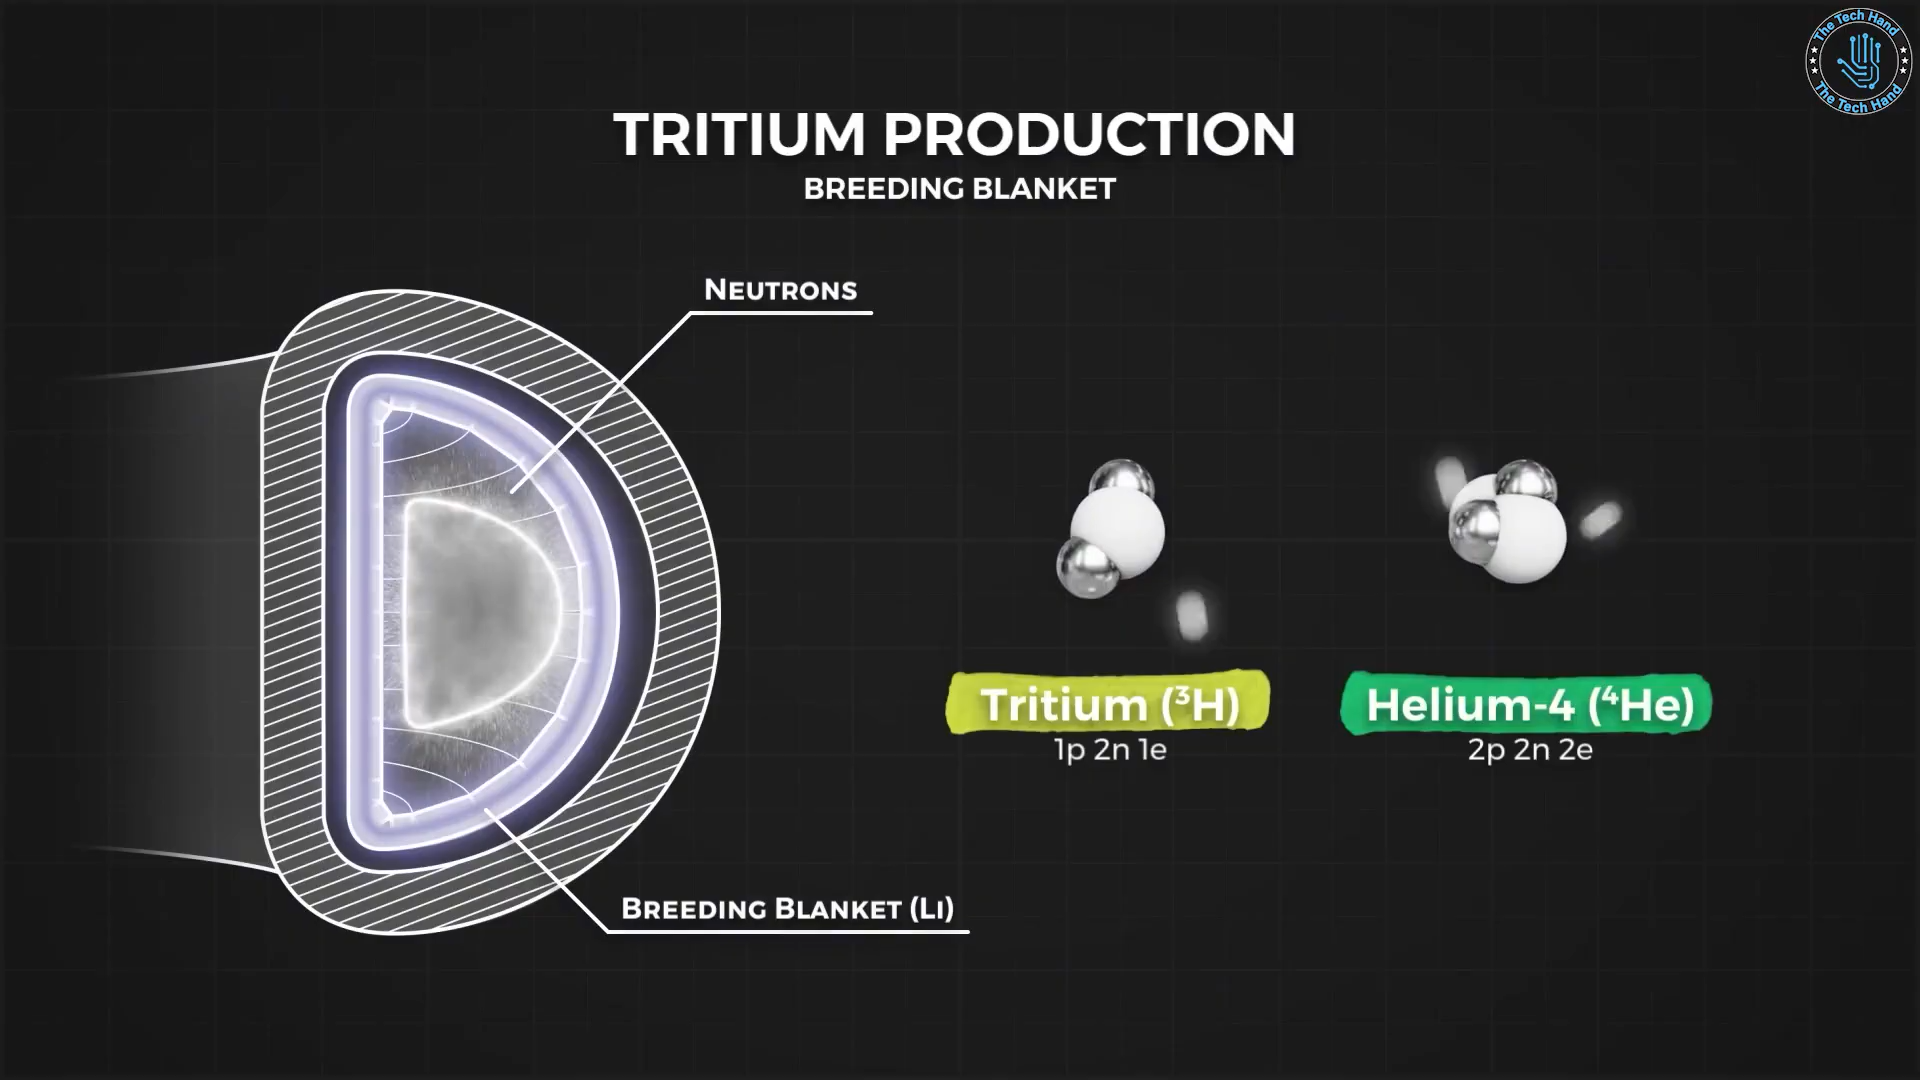 The Tech Hand
The Tech Hand
TRITIUM PRODUCTION
BREEDING BLANKET
NEUTRONS
Tritium (³H)
1p 2n 1e
Helium-4 (⁴He)
2p 2n 2e
BREEDING BLANKET (LI)